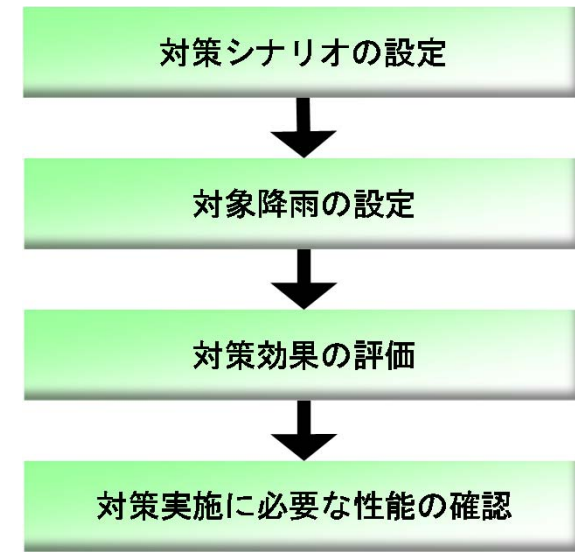 対策シナリオの設定
対象降雨の設定
対策効果の評価
対策実施に必要な性能の確認